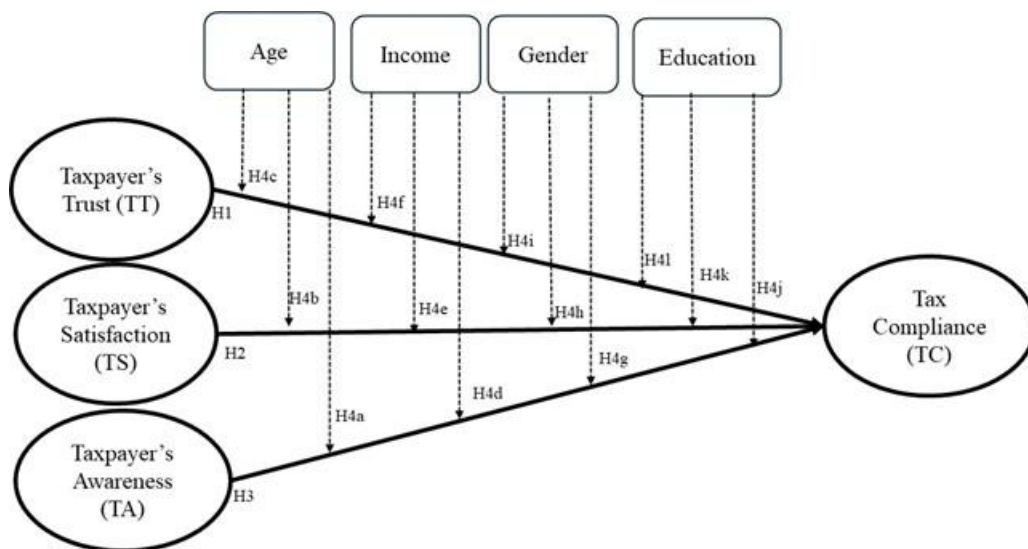 Age
Income
Gender
Education
Taxpayer’s
Trust (TT)
H1
H4c
H4f
H4i
H4l
H4k
H4j
Taxpayer’s
Satisfaction
(TS)
H2
H4b
H4e
H4h
H4g
H4d
H4a
Tax
Compliance
(TC)
Taxpayer’s
Awareness
(TA)
H3